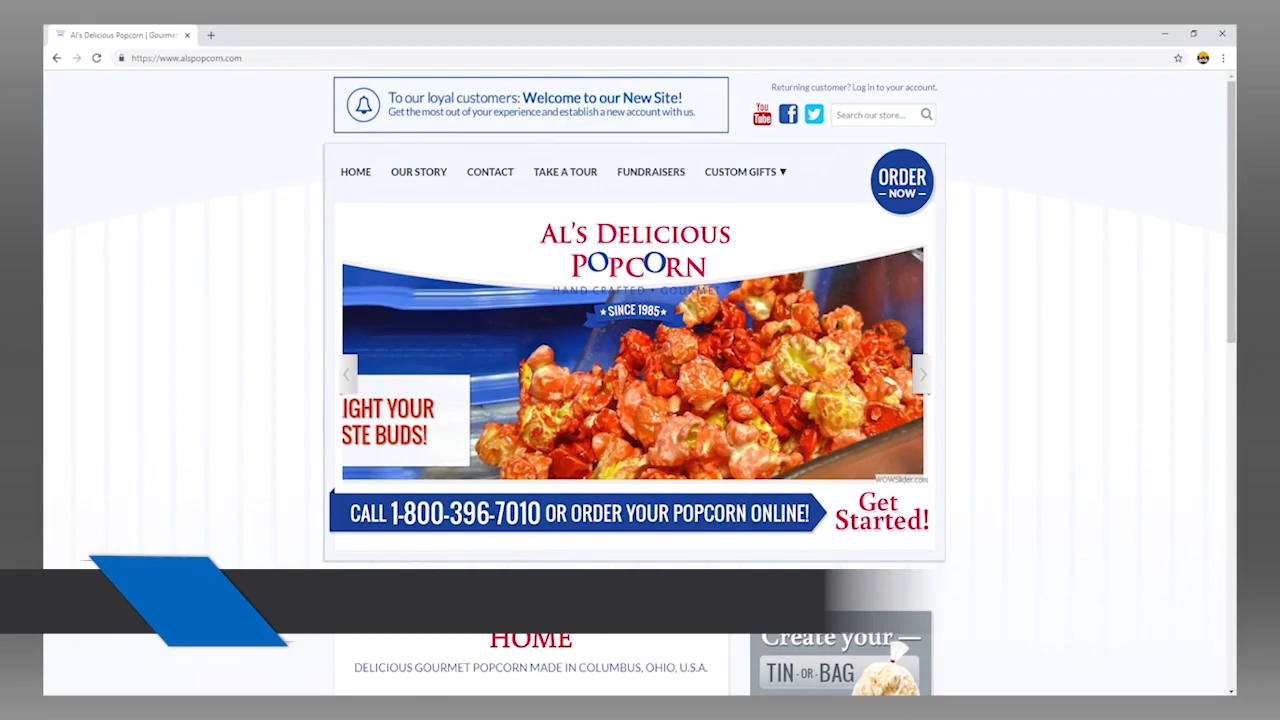 Al's Delicious Popcorn | Gourme
https://www.alspopcorn.com
To our loyal customers: Welcome to our New Site!
Get the most out of your experience and establish a new account with us.
Returning customer? Log in to your account.
You
Tube
Search our store...
HOME
OUR STORY
CONTACT
TAKE A TOUR
FUNDRAISERS
CUSTOM GIFTS ▼
ORDER
— NOW —
AL'S DELICIOUS
POPCORN
HAND CRAFTED • GOURMET
★SINCE 1985★
IGHT YOUR
STE BUDS!
WOWSlider.com
CALL 1-800-396-7010 OR ORDER YOUR POPCORN ONLINE!
Get
Started!
HOME
DELICIOUS GOURMET POPCORN MADE IN COLUMBUS, OHIO, U.S.A.
Create your —
TIN -OR- BAG